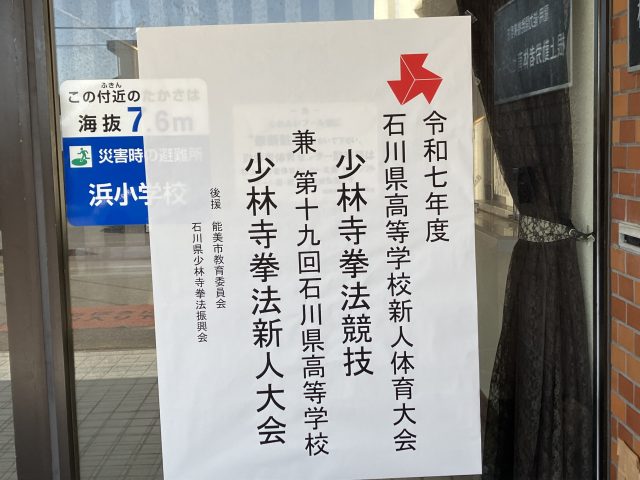 令和七年度
石川県高等学校新人体育大会
少林寺拳法競技
兼 第十九回石川県高等学校
少林寺拳法新人大会
後援 能美市教育委員会
石川県少林寺拳法振興会
ふきん
この付近のたかさは
海抜7.6m
災害時の避難所
浜小学校